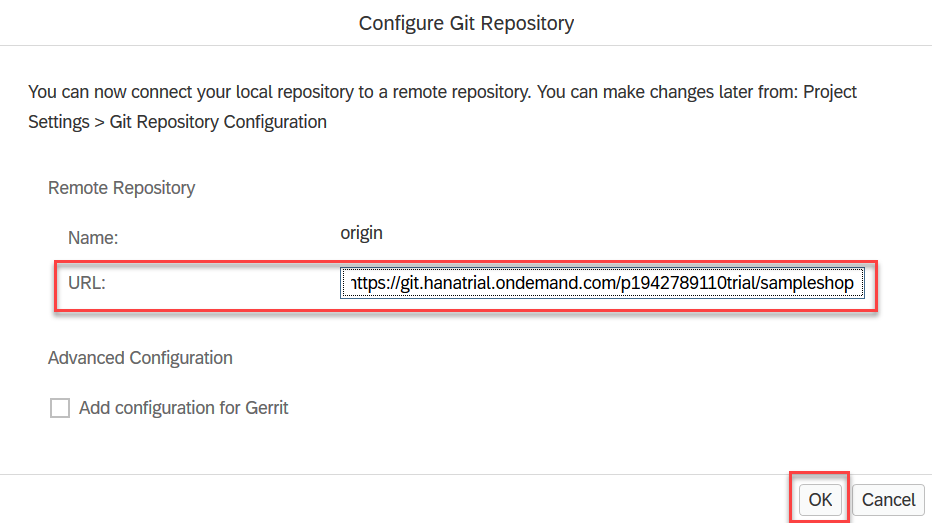 Configure Git Repository
You can now connect your local repository to a remote repository. You can make changes later from: Project
Settings > Git Repository Configuration
Remote Repository
Name: origin
URL: https://git.hanatrial.ondemand.com/p1942789110trial/sampleshop
Advanced Configuration
Add configuration for Gerrit
OK Cancel